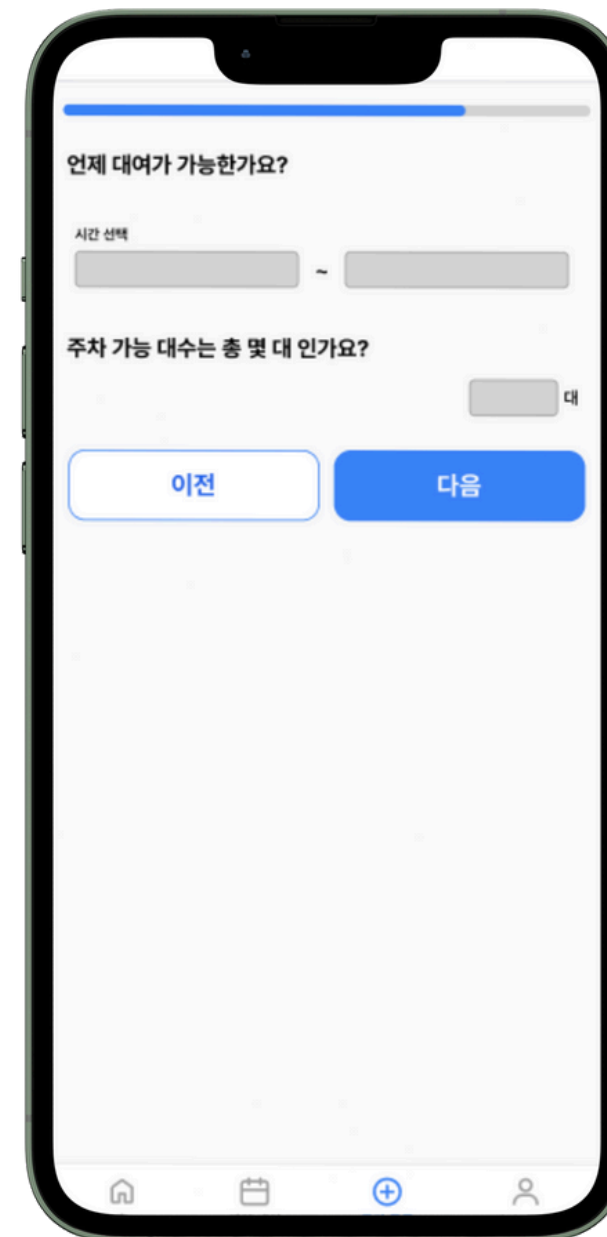 언제 대여가 가능한가요?
시간 선택
~
주차 가능 대수는 총 몇 대 인가요?
대
이전 다음